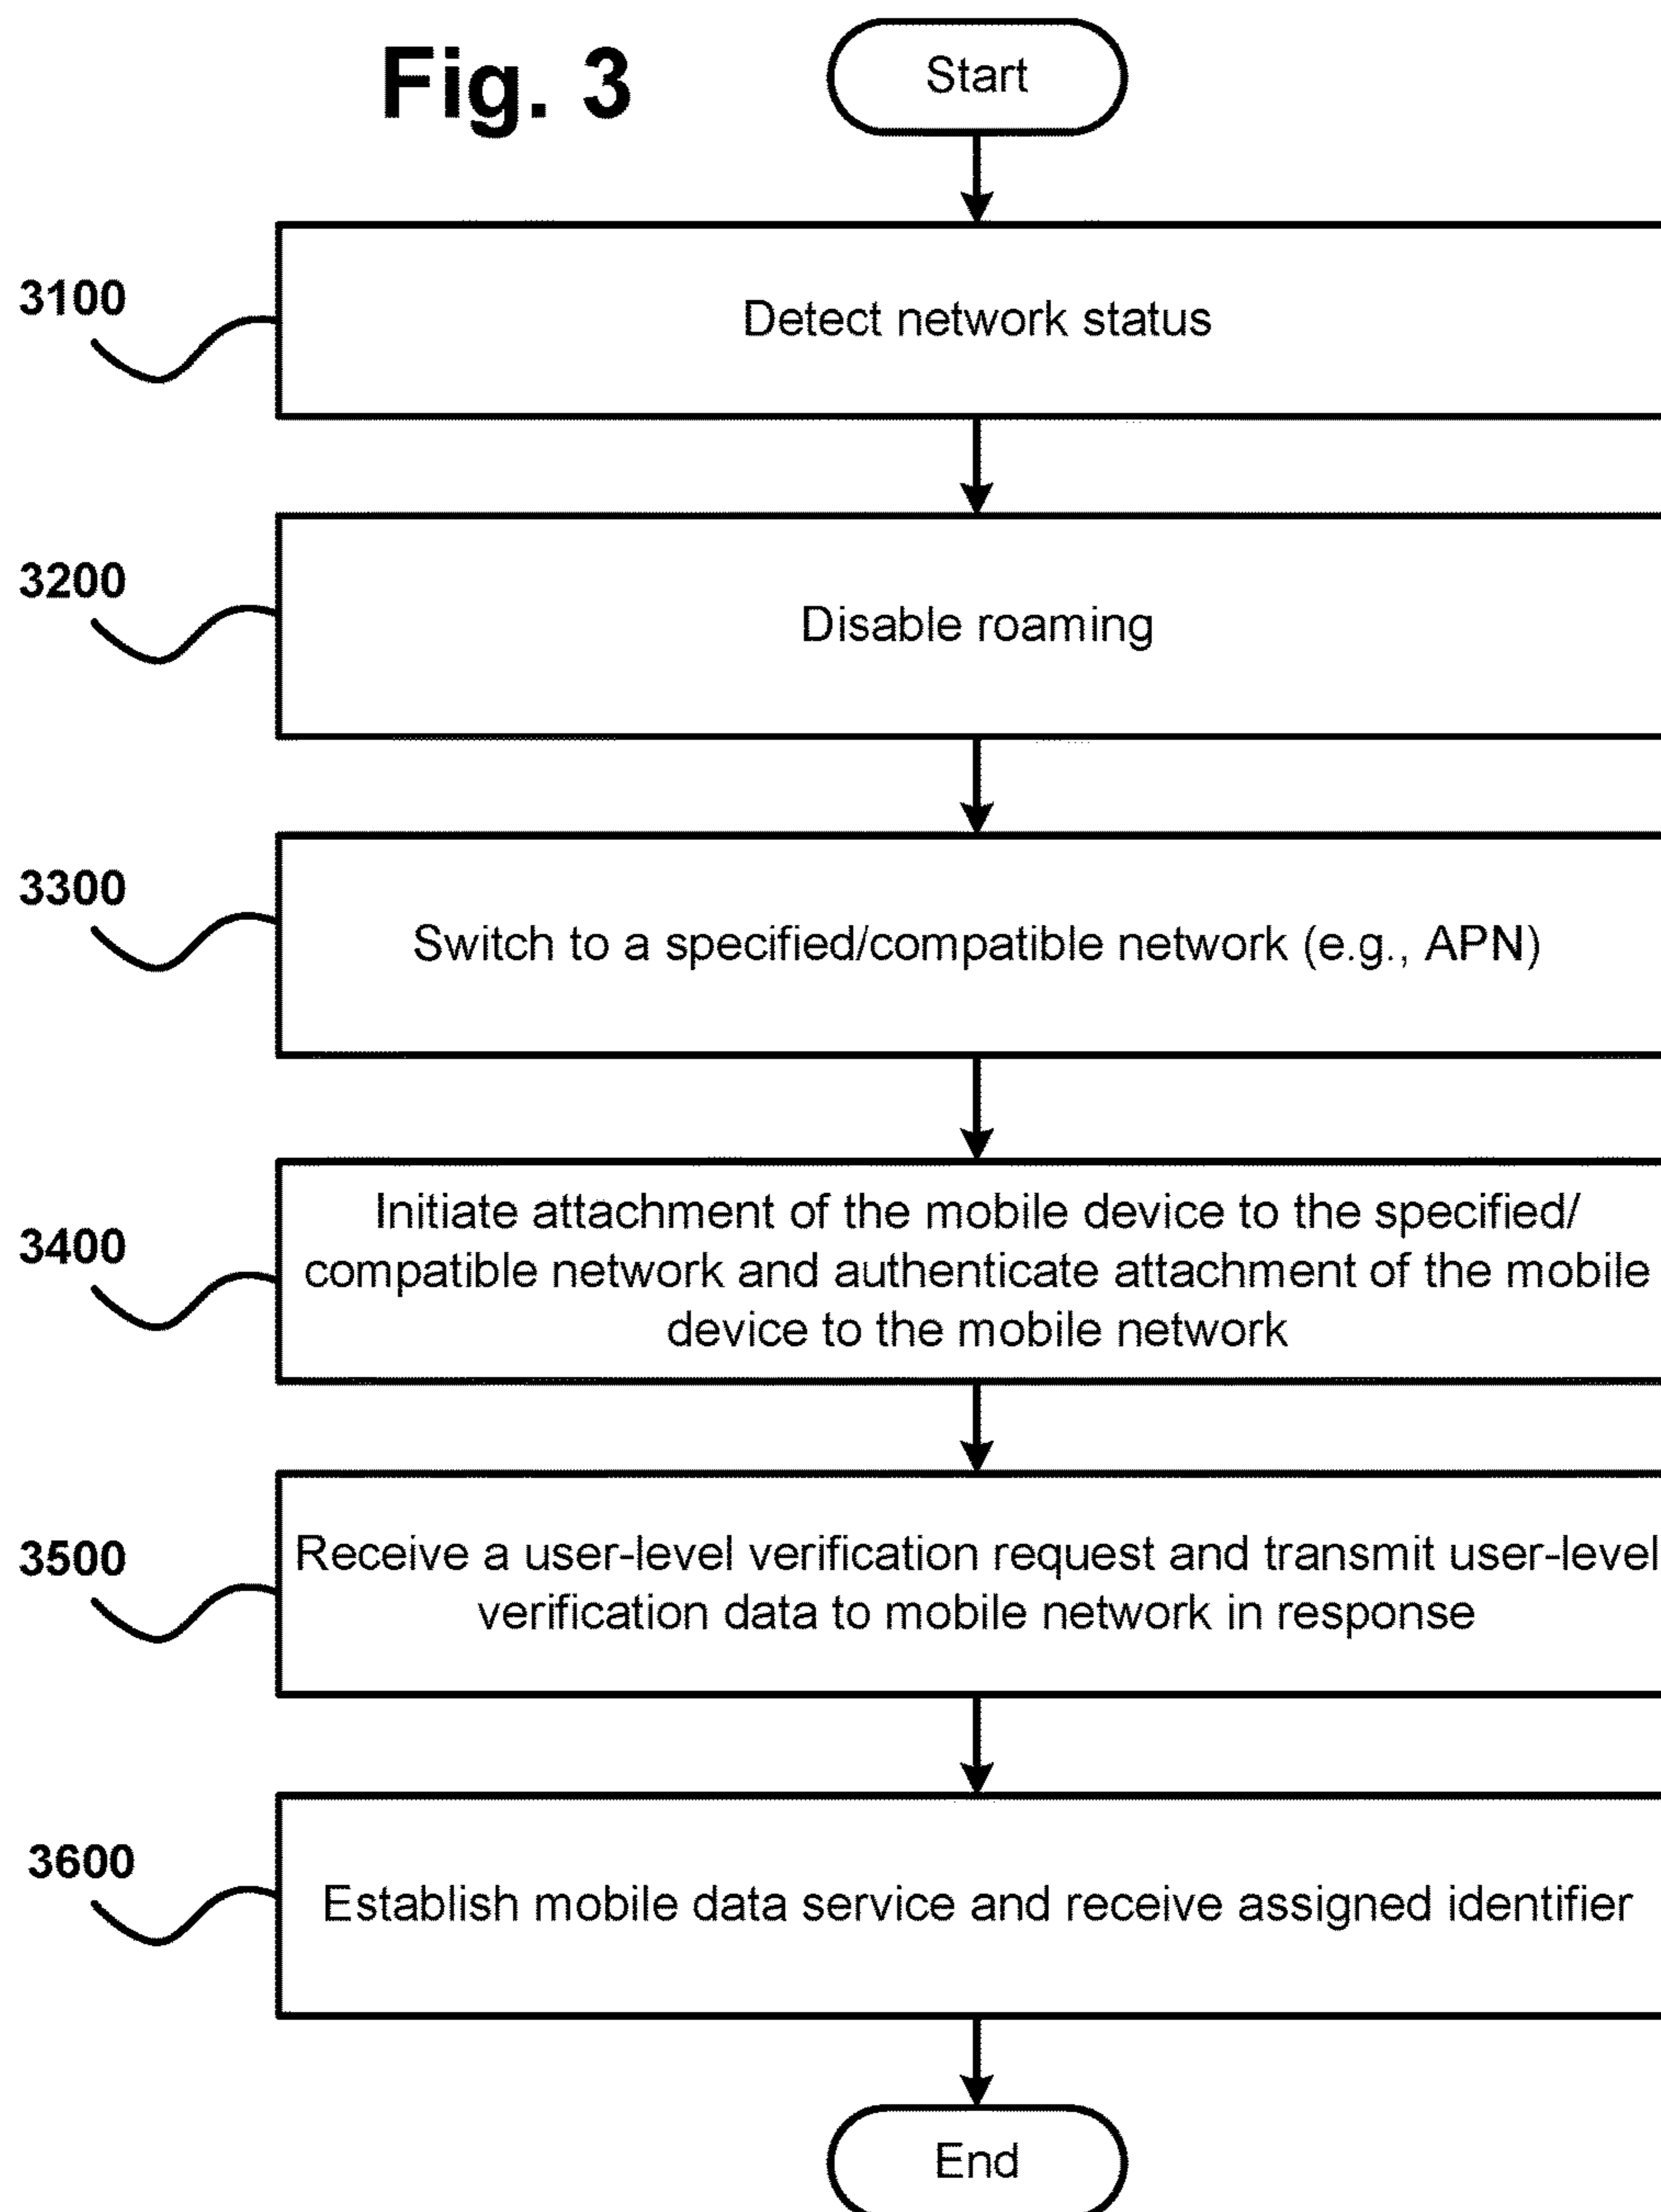 Fig. 3
Start
3100
Detect network status
3200
Disable roaming
3300
Switch to a specified/compatible network (e.g., APN)
3400
Initiate attachment of the mobile device to the specified/
compatible network and authenticate attachment of the mobile
device to the mobile network
3500
Receive a user-level verification request and transmit user-level
verification data to mobile network in response
3600
Establish mobile data service and receive assigned identifier
End